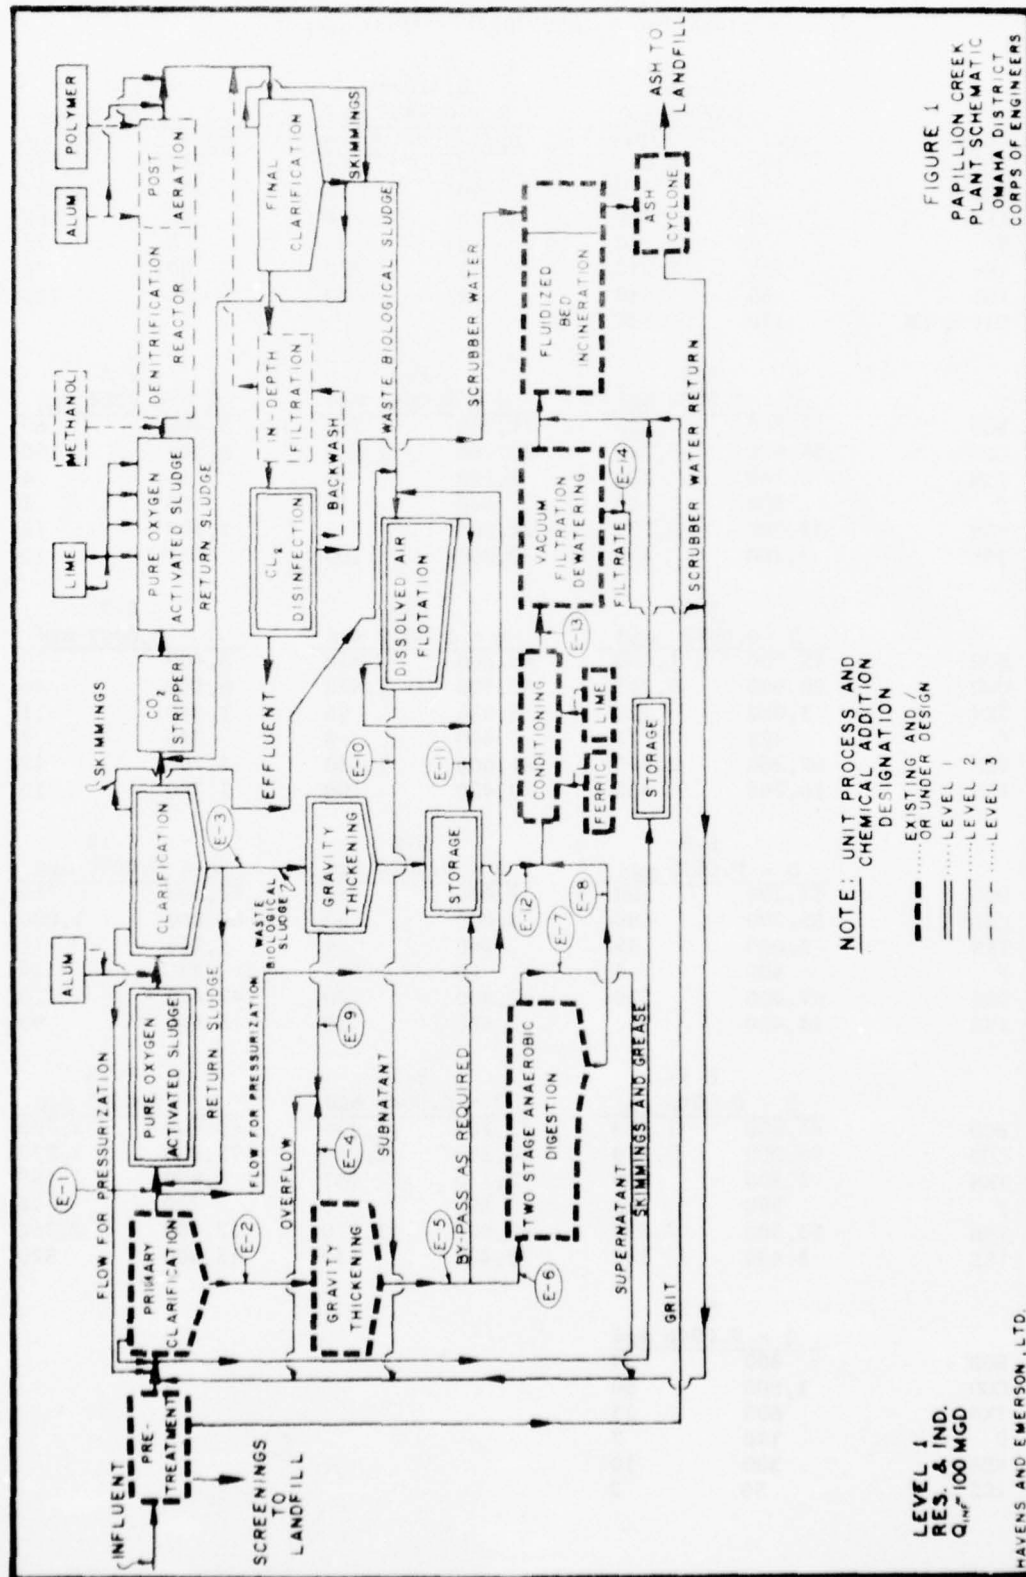 INFLUENT
PRE-
TREATMENT
SCREENINGS
TO
LANDFILL
PRIMARY
CLARIFICATION
E-1
FLOW FOR PRESSURIZATION
PURE OXYGEN
ACTIVATED SLUDGE
ALUM
CLARIFICATION
SKIMMINGS
CO2
STRIPPER
LIME
PURE OXYGEN
ACTIVATED SLUDGE
METHANOL
DENITRIFICATION
REACTOR
ALUM
POLYMER
POST
AERATION
RETURN SLUDGE
RETURN SLUDGE
FLOW FOR PRESSURIZATION
E-2
E-3
WASTE
BIOLOGICAL
SLUDGE
EFFLUENT
CL2
DISINFECTION
IN-DEPTH
FILTRATION
BACKWASH
FINAL
CLARIFICATION
SKIMMINGS
OVERFLOW
GRAVITY
THICKENING
E-4
E-9
GRAVITY
THICKENING
SUBNATANT
E-10
DISSOLVED AIR
FLOTATION
WASTE BIOLOGICAL SLUDGE
E-5
BY-PASS AS REQUIRED
STORAGE
E-11
SCRUBBER WATER
E-6
TWO STAGE ANAEROBIC
DIGESTION
E-7
E-8
E-12
CONDITIONING
FERRIC
LIME
E-13
VACUUM
FILTRATION
DEWATERING
FILTRATE
E-14
FLUIDIZED
BED
INCINERATION
ASH
CYCLONE
ASH TO
LANDFILL
SUPERNATANT
SKIMMINGS AND GREASE
STORAGE
GRIT
SCRUBBER WATER RETURN
NOTE: UNIT PROCESS AND
CHEMICAL ADDITION
DESIGNATION
EXISTING AND/
OR UNDER DESIGN
LEVEL 1
LEVEL 2
LEVEL 3
LEVEL 1
RES. & IND.
QINF=100 MGD
HAVENS AND EMERSON, LTD.
FIGURE 1
PAPILLION CREEK
PLANT SCHEMATIC
OMAHA DISTRICT
CORPS OF ENGINEERS